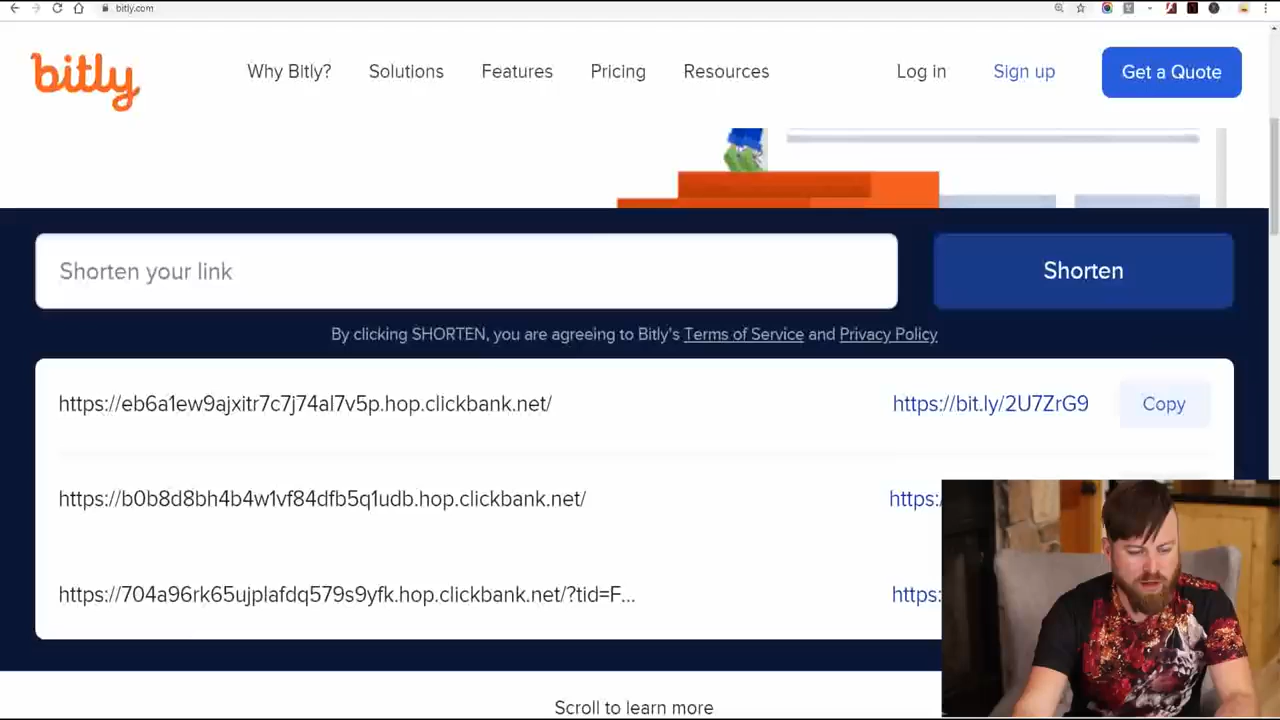 bitly.com
bitly
Why Bitly? Solutions Features Pricing Resources Log in Sign up Get a Quote
Shorten your link Shorten
By clicking SHORTEN, you are agreeing to Bitly's Terms of Service and Privacy Policy
https://eb6a1ew9ajxitr7c7j74al7v5p.hop.clickbank.net/ https://bit.ly/2U7ZrG9 Copy
https://b0b8d8bh4b4w1vf84dfb5q1udb.hop.clickbank.net/ https:
https://704a96rk65ujplafdq579s9yfk.hop.clickbank.net/?tid=F... https:
Scroll to learn more